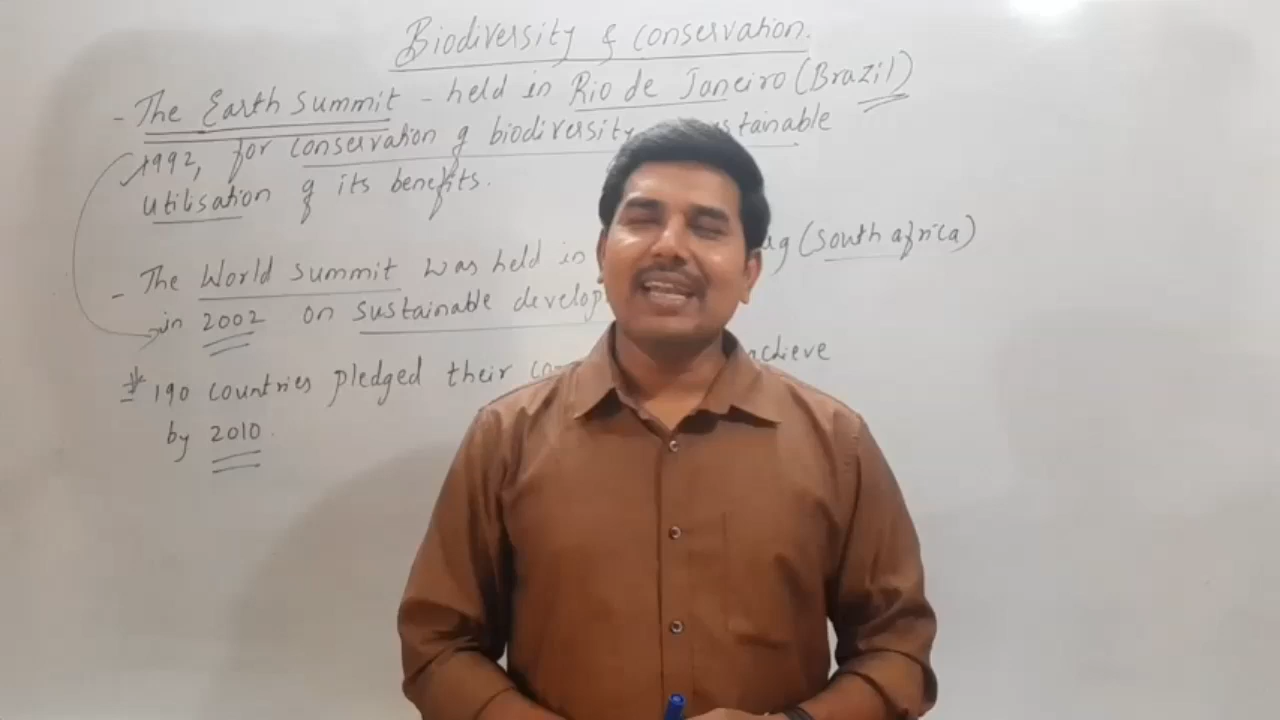 Biodiversity & conservation.
- The Earth Summit - held in Rio de Janeiro (Brazil)
1992, for conservation of biodiversity sustainable
utilisation of its benefits.
- The World Summit was held in (South africa)
in 2002 on sustainable develop
* 190 countries pledged their achieve
by 2010.